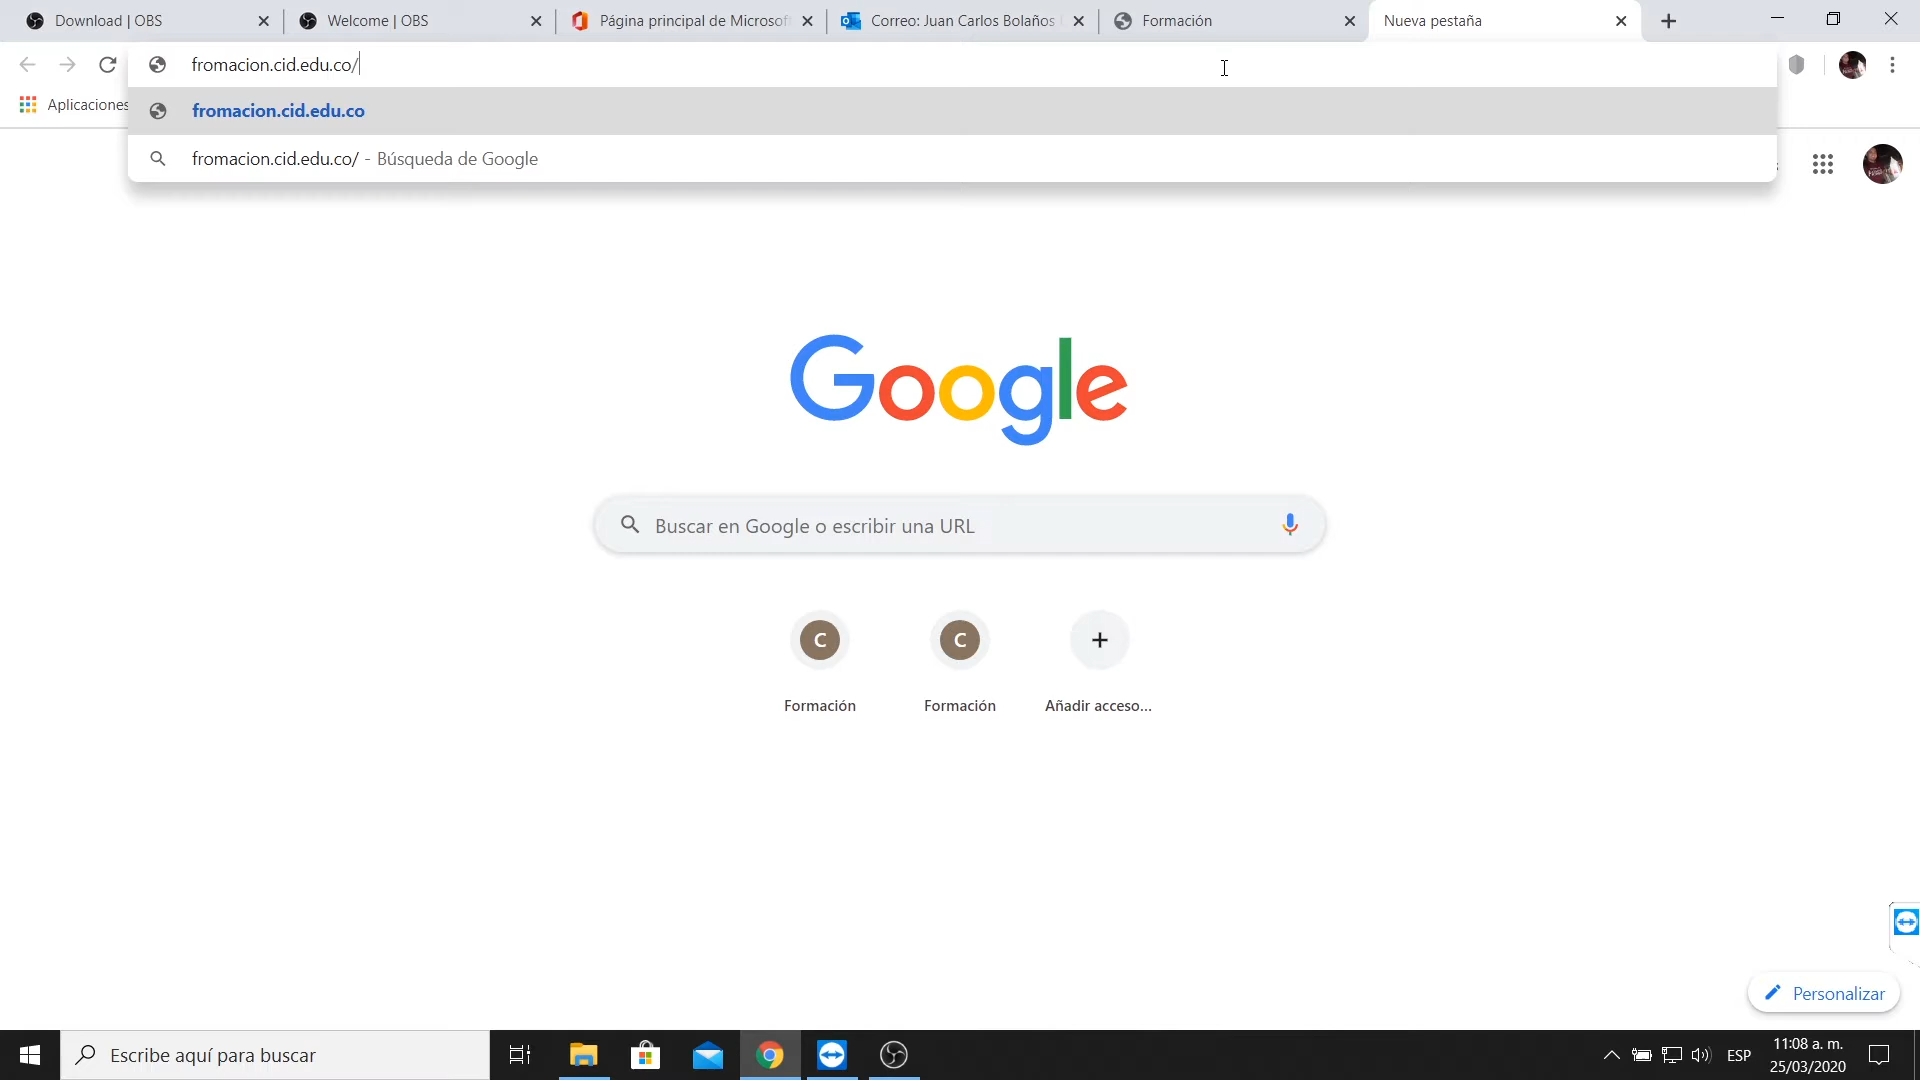 Download | OBS
Welcome | OBS
Página principal de Microsof
Correo: Juan Carlos Bolaños
Formación
Nueva pestaña
fromacion.cid.edu.co/
Aplicaciones
fromacion.cid.edu.co
fromacion.cid.edu.co/ - Búsqueda de Google
Google
Buscar en Google o escribir una URL
C
C
Formación
Formación
Añadir acceso...
Personalizar
Escribe aquí para buscar
ESP
11:08 a. m.
25/03/2020